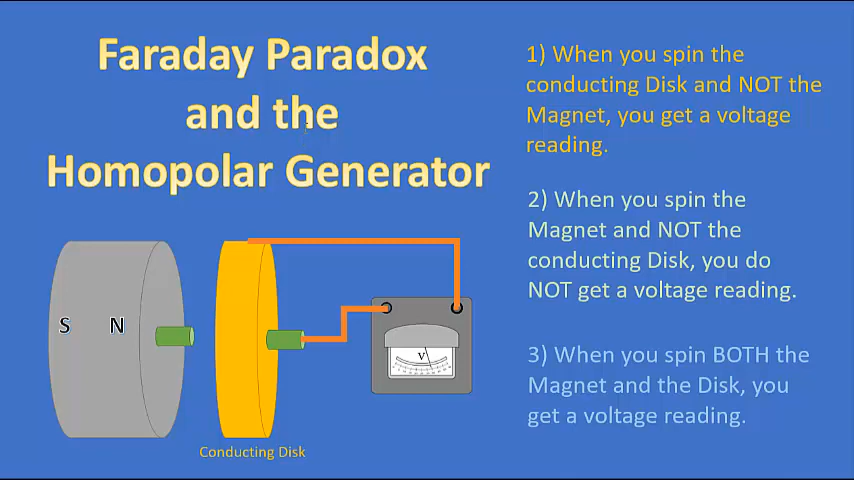 Faraday Paradox
and the
Homopolar Generator
1) When you spin the
conducting Disk and NOT the
Magnet, you get a voltage
reading.
2) When you spin the
Magnet and NOT the
conducting Disk, you do
NOT get a voltage reading.
3) When you spin BOTH the
Magnet and the Disk, you
get a voltage reading.
S N
V
Conducting Disk